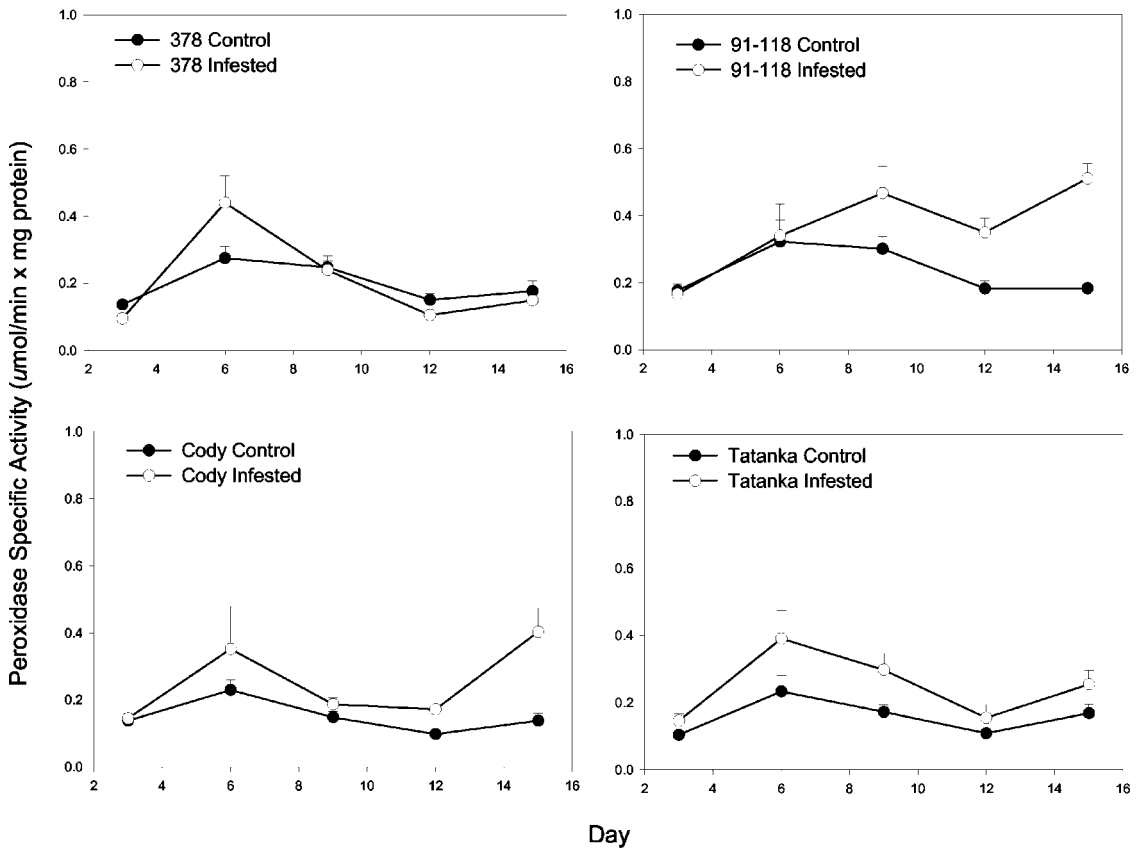 Peroxidase Specific Activity (umol/min x mg protein)
1.0
0.8
0.6
0.4
0.2
0.0
2 4 6 8 10 12 14 16
378 Control
378 Infested
1.0
0.8
0.6
0.4
0.2
0.0
2 4 6 8 10 12 14 16
91-118 Control
91-118 Infested
1.0
0.8
0.6
0.4
0.2
0.0
2 4 6 8 10 12 14 16
Cody Control
Cody Infested
1.0
0.8
0.6
0.4
0.2
0.0
2 4 6 8 10 12 14 16
Tatanka Control
Tatanka Infested
Day